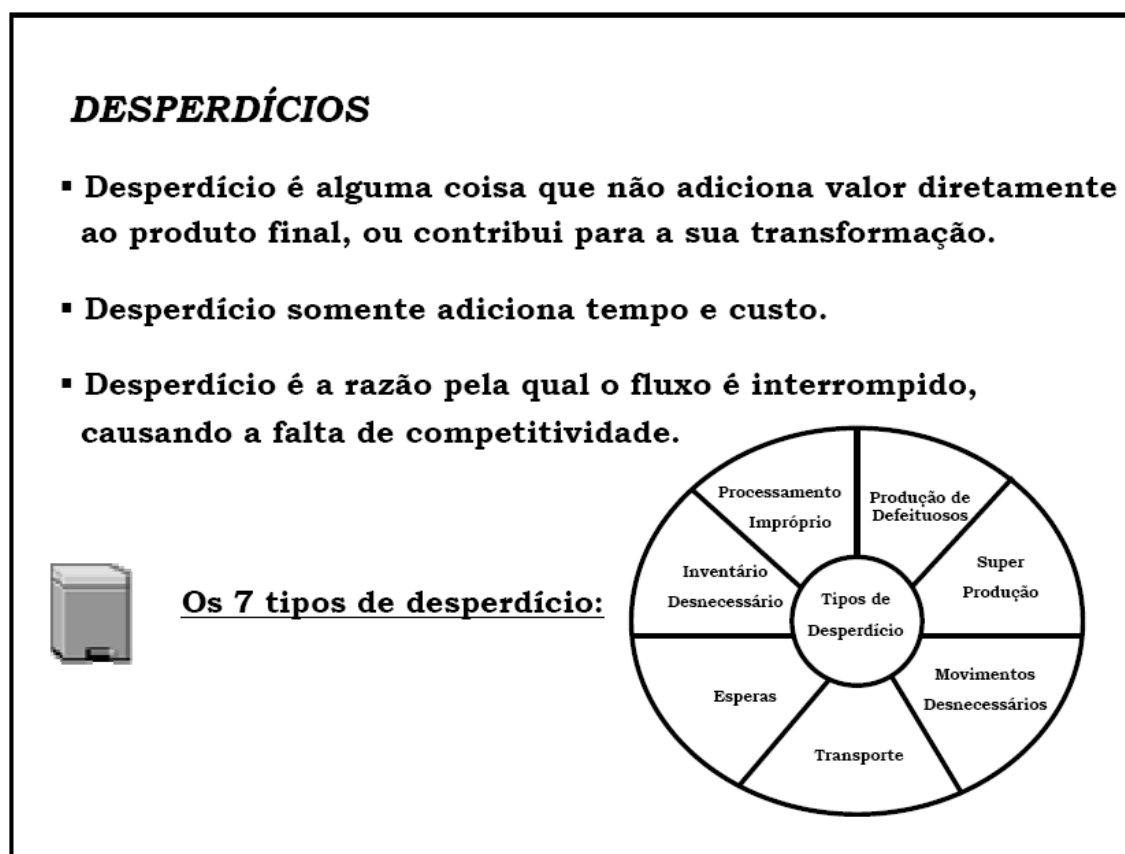 DESPERDÍCIOS
▪ Desperdício é alguma coisa que não adiciona valor diretamente
ao produto final, ou contribui para a sua transformação.
▪ Desperdício somente adiciona tempo e custo.
▪ Desperdício é a razão pela qual o fluxo é interrompido,
causando a falta de competitividade.
Os 7 tipos de desperdício:
Processamento
Impróprio
Produção de
Defeituosos
Super
Produção
Movimentos
Desnecessários
Transporte
Esperas
Inventário
Desnecessário
Tipos de
Desperdício